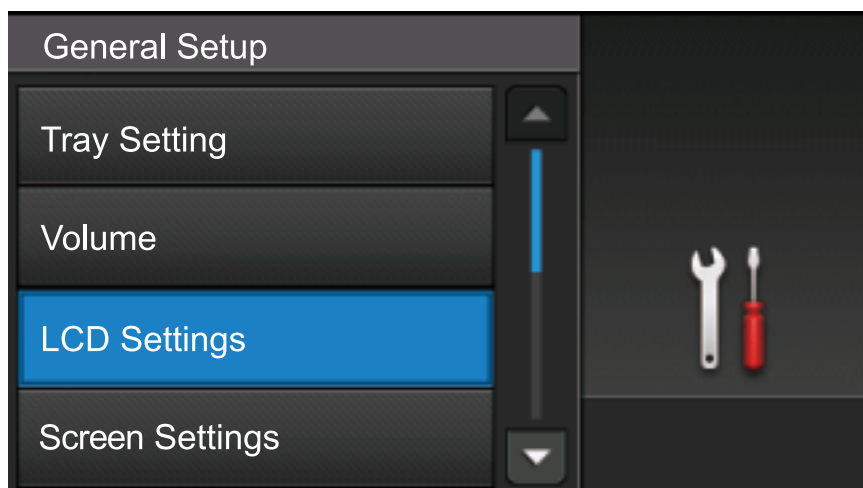 General Setup
Tray Setting
Volume
LCD Settings
Screen Settings